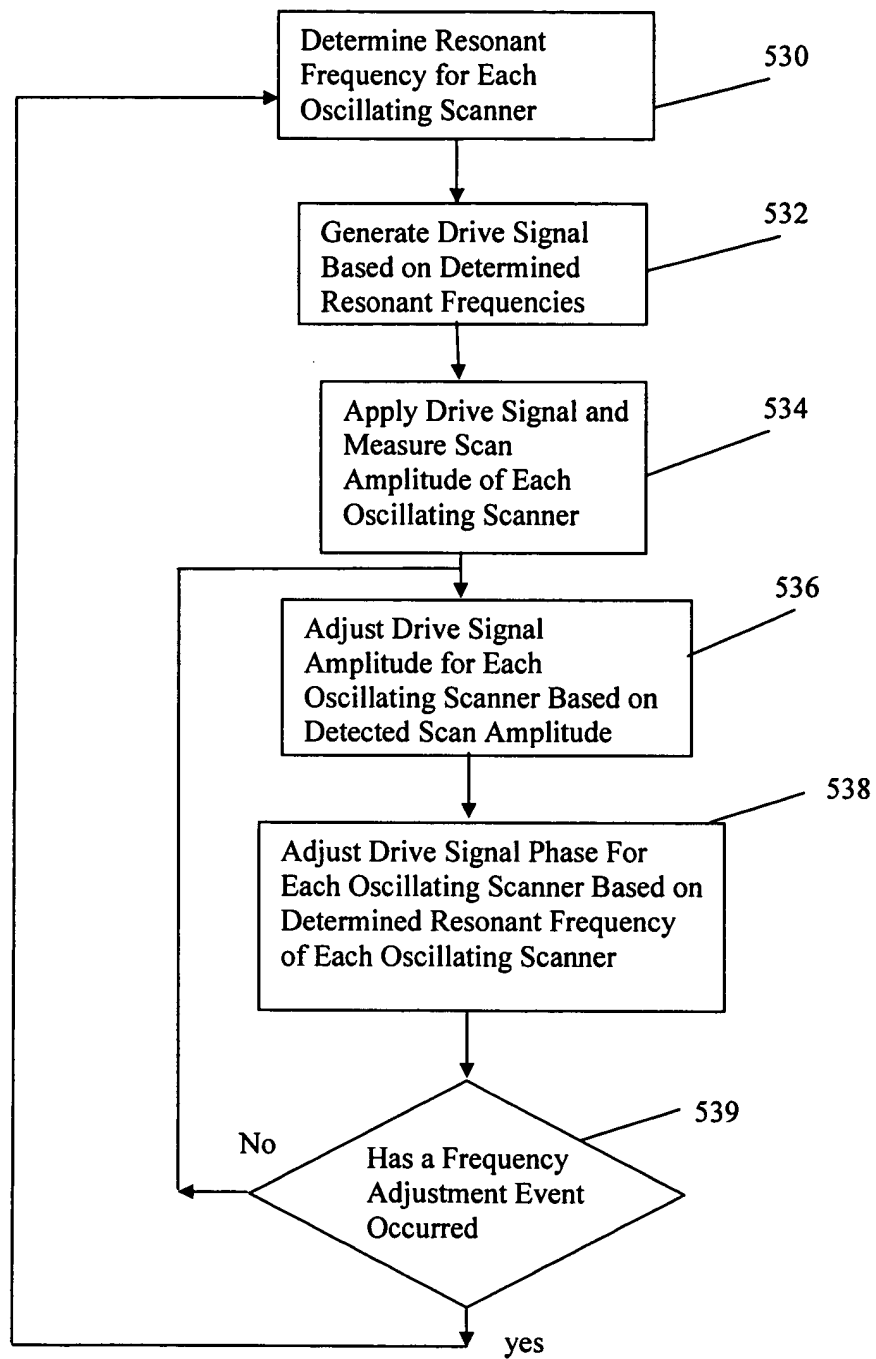 Determine Resonant
Frequency for Each
Oscillating Scanner
530
Generate Drive Signal
Based on Determined
Resonant Frequencies
532
Apply Drive Signal and
Measure Scan
Amplitude of Each
Oscillating Scanner
534
Adjust Drive Signal
Amplitude for Each
Oscillating Scanner Based on
Detected Scan Amplitude
536
Adjust Drive Signal Phase For
Each Oscillating Scanner Based on
Determined Resonant Frequency
of Each Oscillating Scanner
538
Has a Frequency
Adjustment Event
Occurred
539
No
yes